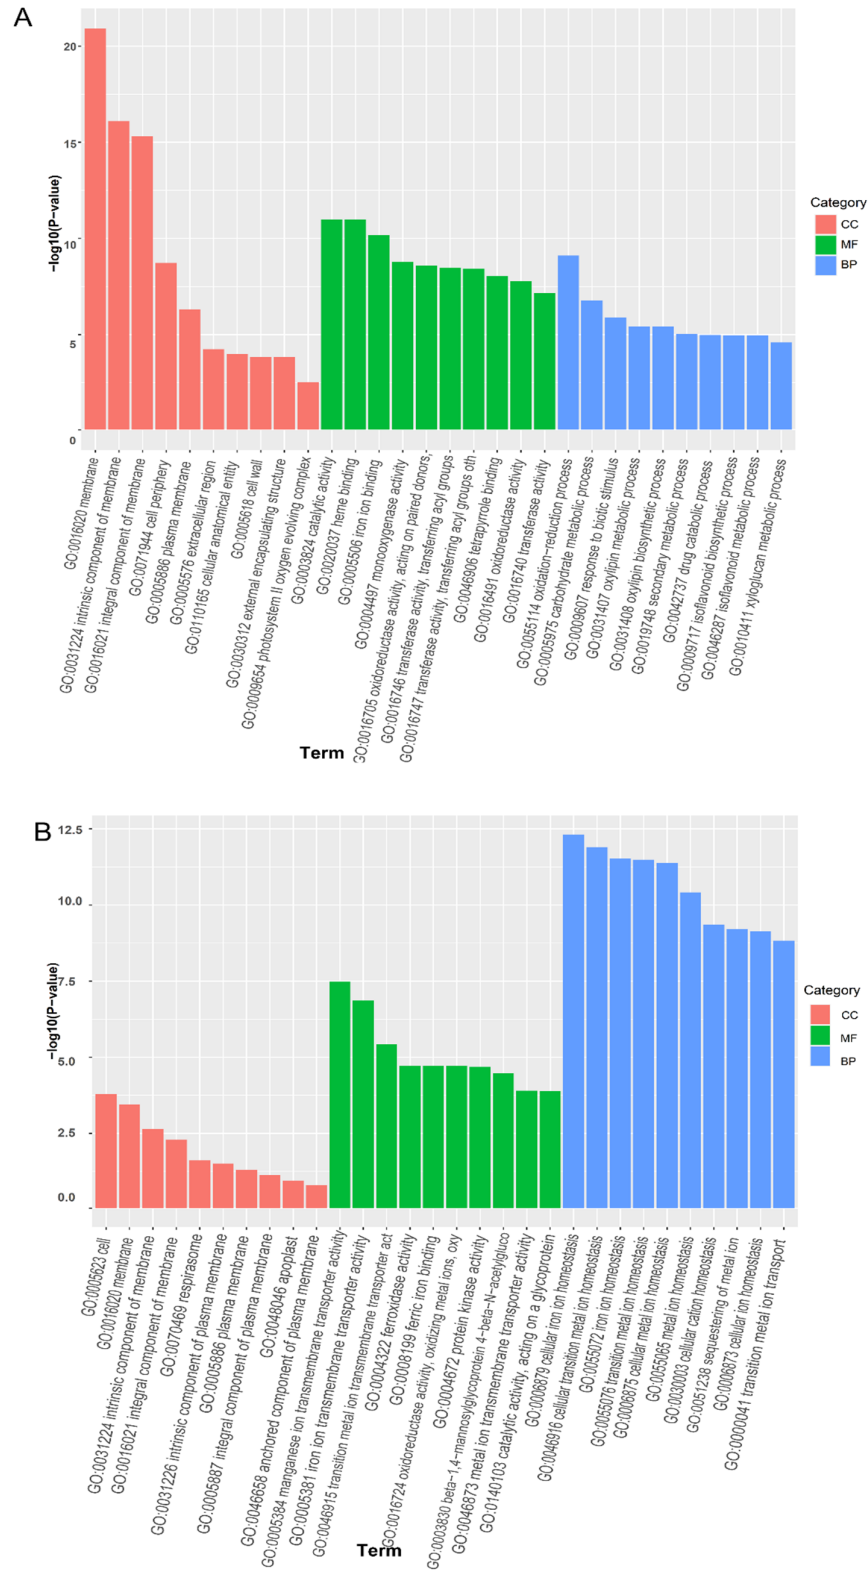 A
20
15
10
5
0
−log10(P−value)
Category
CC
MF
BP
GO:0016020 membrane
GO:0031224 intrinsic component of membrane
GO:0016021 integral component of membrane
GO:0071944 cell periphery
GO:0005886 plasma membrane
GO:0005576 extracellular region
GO:0110165 cellular anatomical entity
GO:0005618 cell wall
GO:0030312 external encapsulating structure
GO:0009654 photosystem II oxygen evolving complex
GO:0003824 catalytic activity
GO:0020037 heme binding
GO:0005506 iron ion binding
GO:0004497 monooxygenase activity
GO:0016705 oxidoreductase activity, acting on paired donors,
GO:0016746 transferase activity, transferring acyl groups
GO:0016747 transferase activity, transferring acyl groups oth
GO:0046906 tetrapyrrole binding
GO:0016491 oxidoreductase activity
GO:0016740 transferase activity
GO:0055114 oxidation−reduction process
GO:0005975 carbohydrate metabolic process
GO:0009607 response to biotic stimulus
GO:0031407 oxylipin metabolic process
GO:0031408 oxylipin biosynthetic process
GO:0019748 secondary metabolic process
GO:0042737 drug catabolic process
GO:0009717 isoflavonoid biosynthetic process
GO:0046287 isoflavonoid metabolic process
GO:0010411 xyloglucan metabolic process
Term
B
12.5
10.0
7.5
5.0
2.5
0.0
−log10(P−value)
Category
CC
MF
BP
GO:0005623 cell
GO:0016020 membrane
GO:0031224 intrinsic component of membrane
GO:0016021 integral component of membrane
GO:0070469 respirasome
GO:0031226 intrinsic component of plasma membrane
GO:0005886 plasma membrane
GO:0005887 integral component of plasma membrane
GO:0048046 apoplast
GO:0046658 anchored component of plasma membrane
GO:0005384 manganese ion transmembrane transporter activity
GO:0005381 iron ion transmembrane transporter activity
GO:0046915 transition metal ion transmembrane transporter act
GO:0004322 ferroxidase activity
GO:0008199 ferric iron binding
GO:0016724 oxidoreductase activity, oxidizing metal ions, oxy
GO:0004672 protein kinase activity
GO:0003830 beta−1,4−mannosylglycoprotein 4−beta−N−acetylgluco
GO:0046873 metal ion transmembrane transporter activity
GO:0140103 catalytic activity, acting on a glycoprotein
GO:0006879 cellular iron ion homeostasis
GO:0046916 cellular transition metal ion homeostasis
GO:0055072 iron ion homeostasis
GO:0055076 transition metal ion homeostasis
GO:0006875 cellular metal ion homeostasis
GO:0055065 metal ion homeostasis
GO:0030003 cellular cation homeostasis
GO:0051238 sequestering of metal ion
GO:0006873 cellular ion homeostasis
GO:0000041 transition metal ion transport
Term